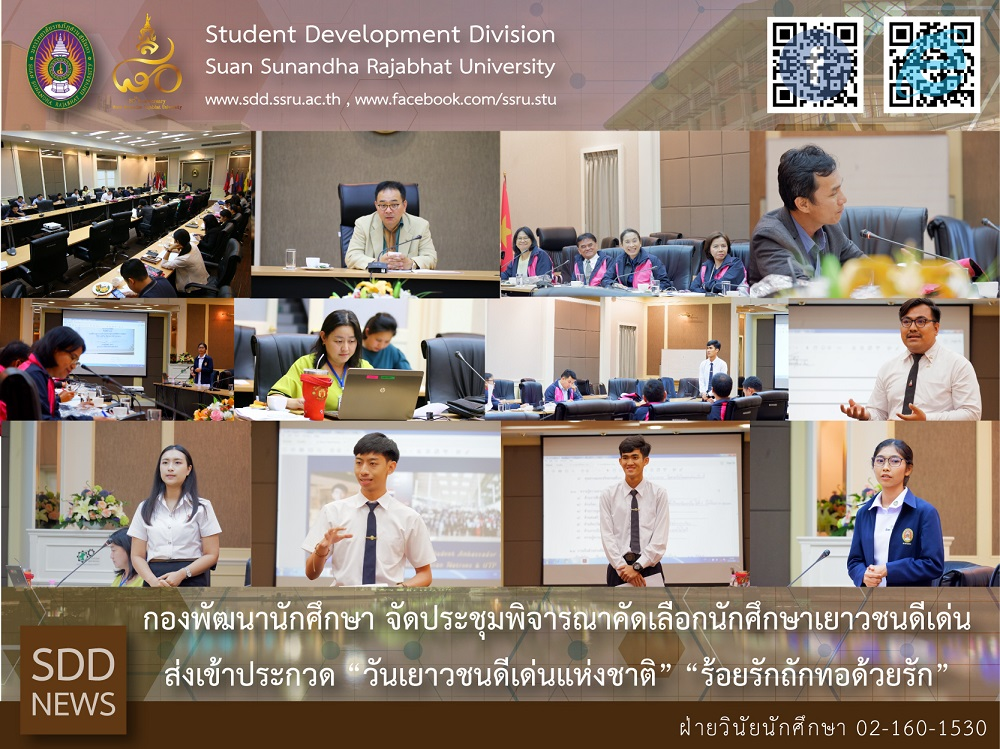 Student Development Division
Suan Sunandha Rajabhat University
www.sdd.ssru.ac.th , www.facebook.com/ssru.stu
กองพัฒนานักศึกษา จัดประชุมพิจารณาคัดเลือกนักศึกษาเยาวชนดีเด่น
ส่งเข้าประกวด “วันเยาวชนดีเด่นแห่งชาติ” “ร้อยรักถักทอด้วยรัก”
SDD
NEWS
ฝ่ายวินัยนักศึกษา 02-160-1530